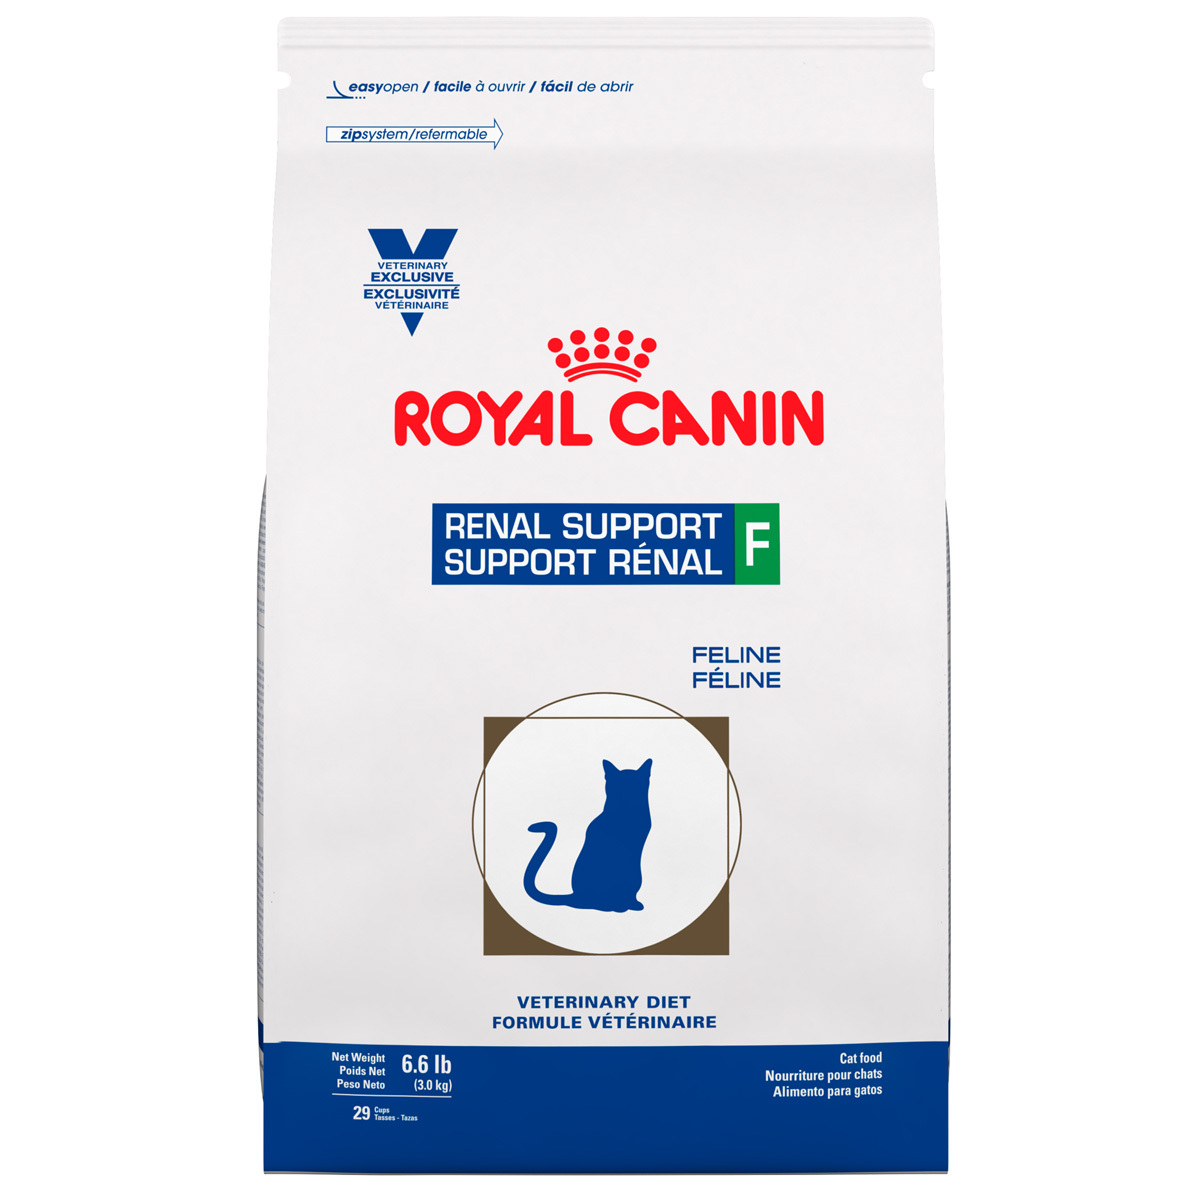 easyopen / facile à ouvrir / fácil de abrir
zipsystem/refermable
VETERINARY
EXCLUSIVE
EXCLUSIVITÉ
VÉTÉRINAIRE
ROYAL CANIN
RENAL SUPPORT
SUPPORT RÉNAL
F
FELINE
FÉLINE
VETERINARY DIET
FORMULE VÉTÉRINAIRE
Net Weight
Poids Net
Peso Neto
6.6 lb
(3.0 kg)
29 Cups
Tasses - Tazas
Cat food
Nourriture pour chats
Alimento para gatos